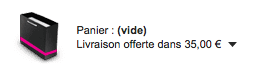 Panier : (vide)
Livraison offerte dans 35,00 €